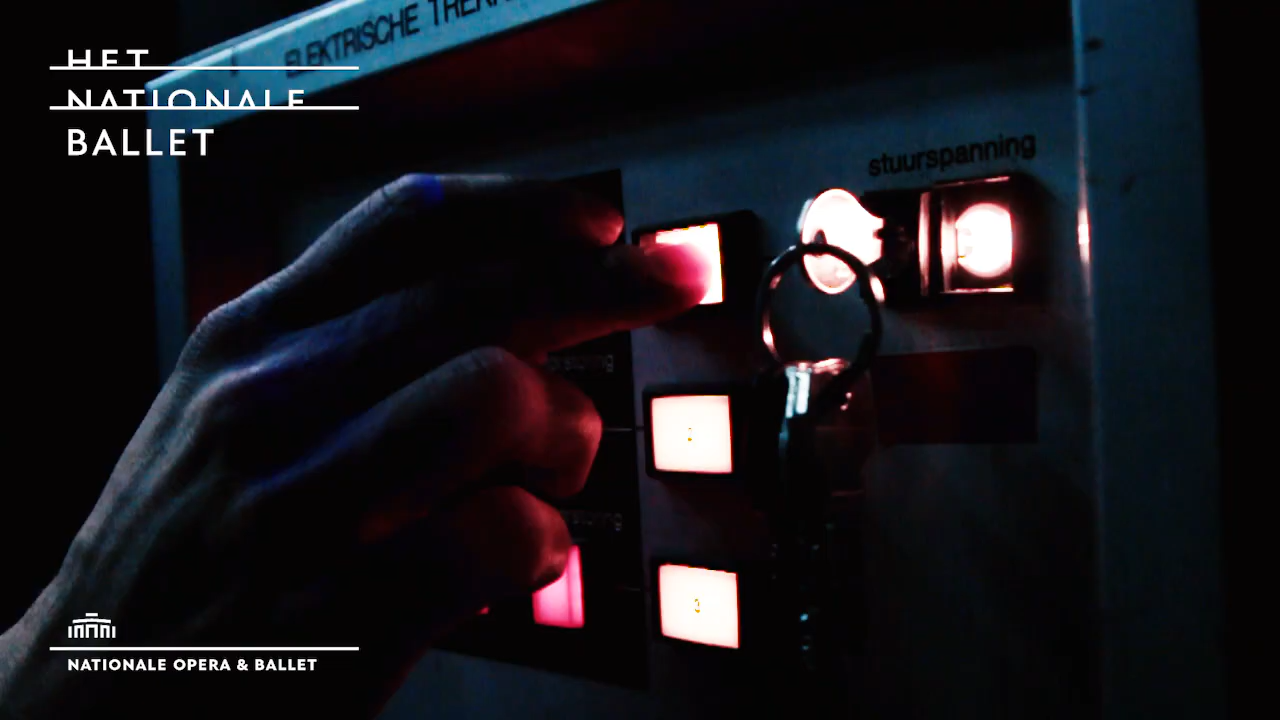 HET
NATIONALE
BALLET
ELEKTRISCHE
stuurspanning
NATIONALE OPERA & BALLET